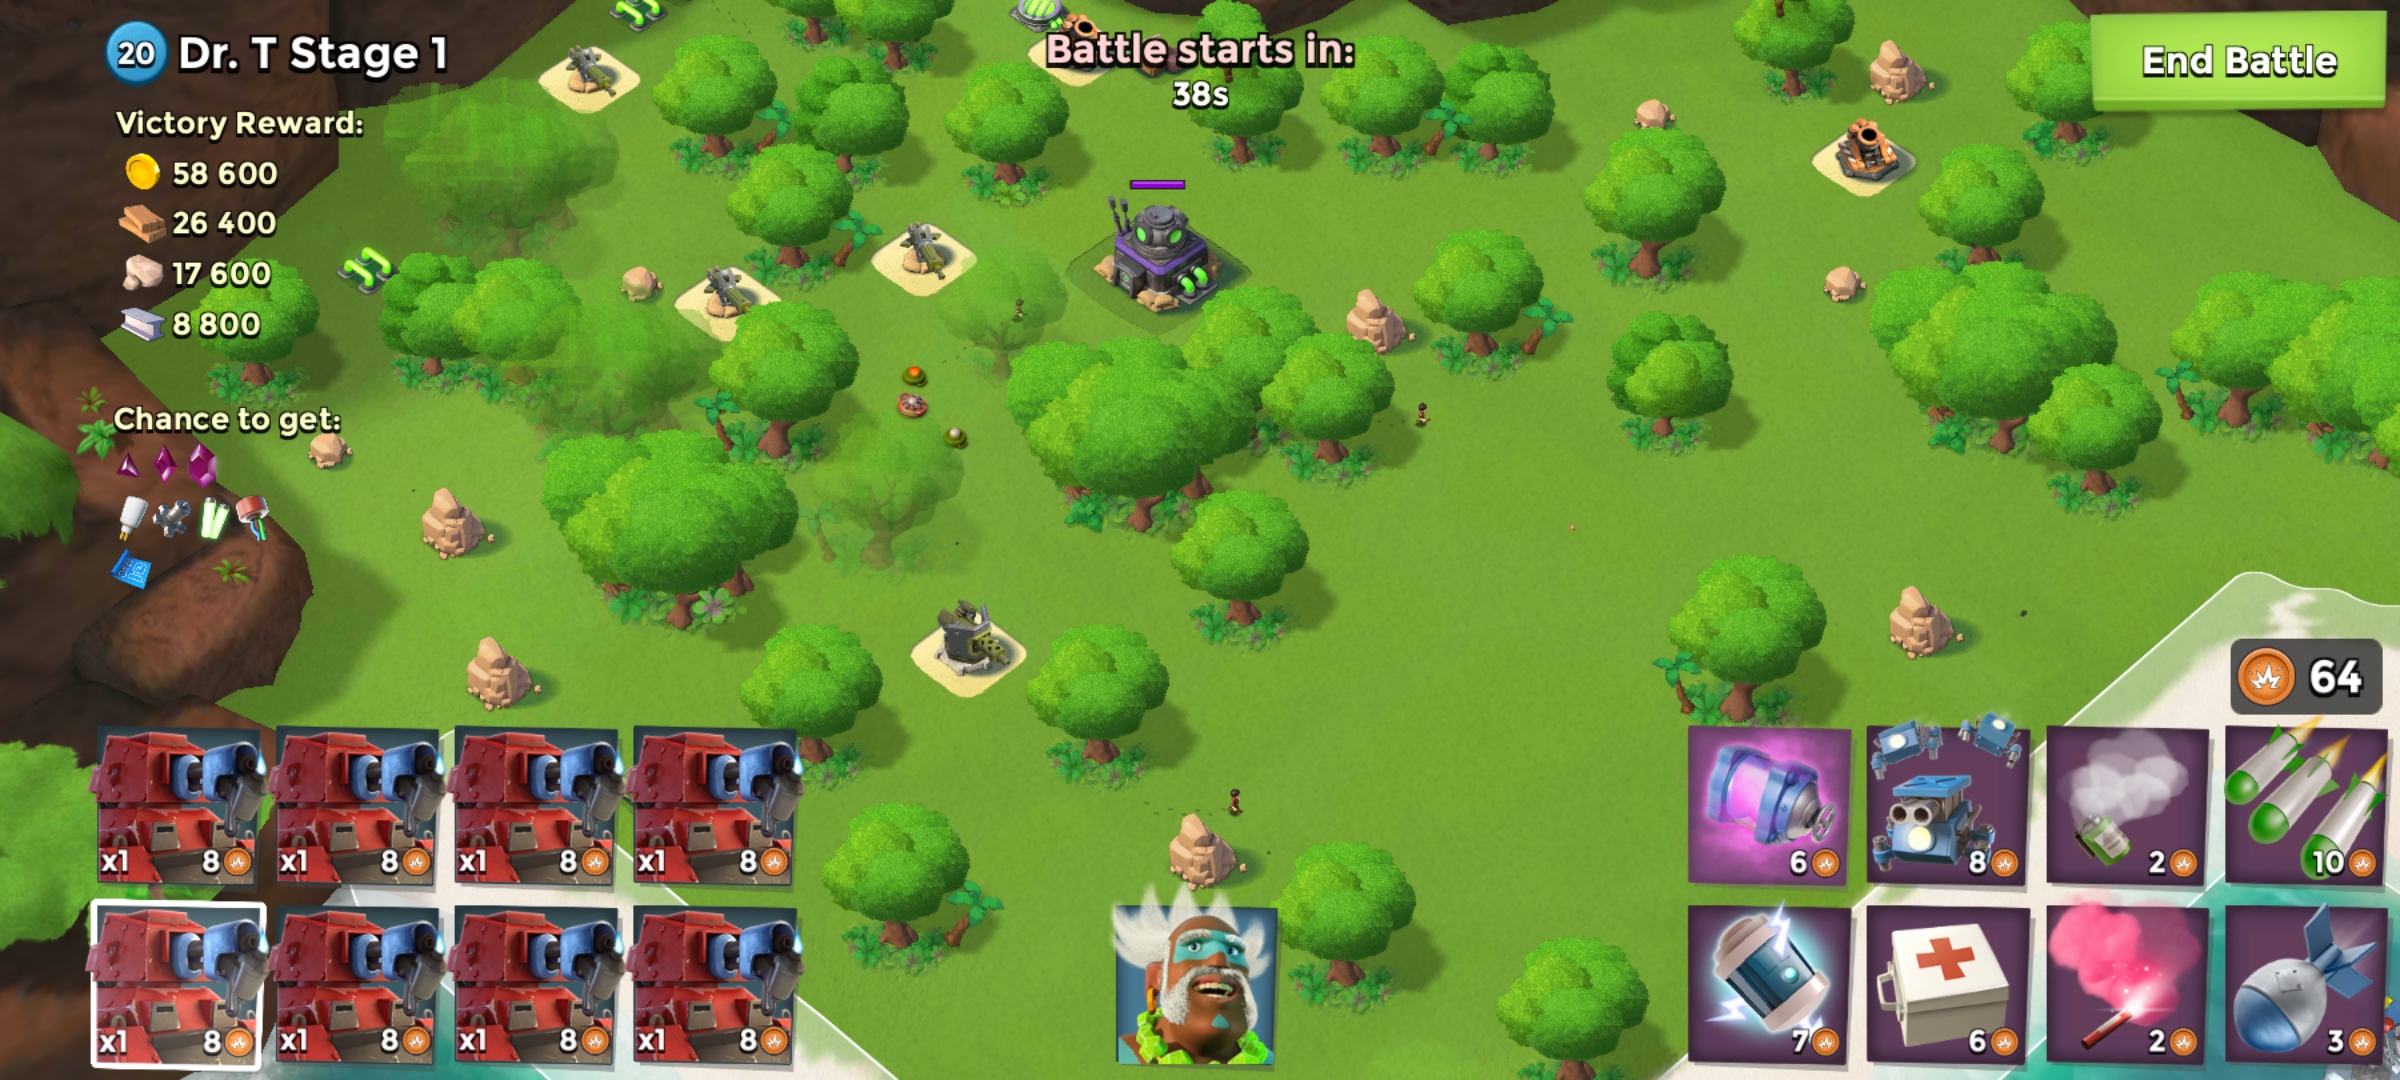 20 Dr. T Stage 1
Battle starts in:
38s
End Battle
Victory Reward:
58 600
26 400
17 600
8 800
Chance to get:
64
x1 8
x1 8
x1 8
x1 8
6
8
2
10
x1 8
x1 8
x1 8
x1 8
7
6
2
3